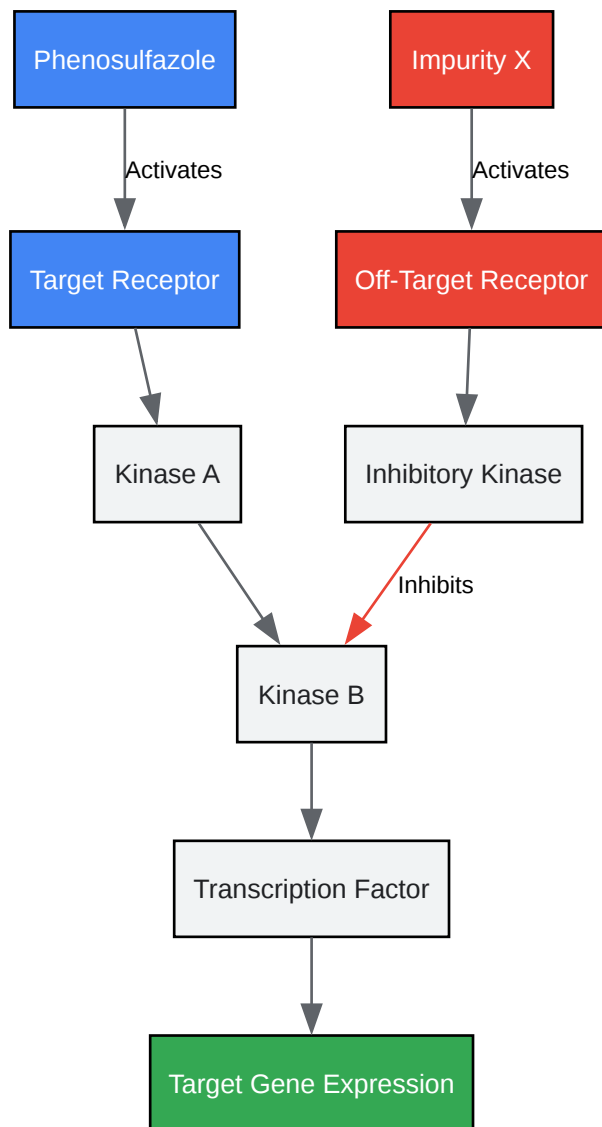 Phenosulfazole
Impurity X
Activates
Activates
Target Receptor
Off-Target Receptor
Kinase A
Inhibitory Kinase
Inhibits
Kinase B
Transcription Factor
Target Gene Expression